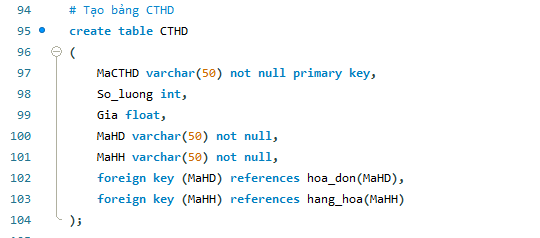 94 # Tạo bảng CTHD
95 create table CTHD
96 (
97 MaCTHD varchar(50) not null primary key,
98 So_luong int,
99 Gia float,
100 MaHD varchar(50) not null,
101 MaHH varchar(50) not null,
102 foreign key (MaHD) references hoa_don(MaHD),
103 foreign key (MaHH) references hang_hoa(MaHH)
104 );